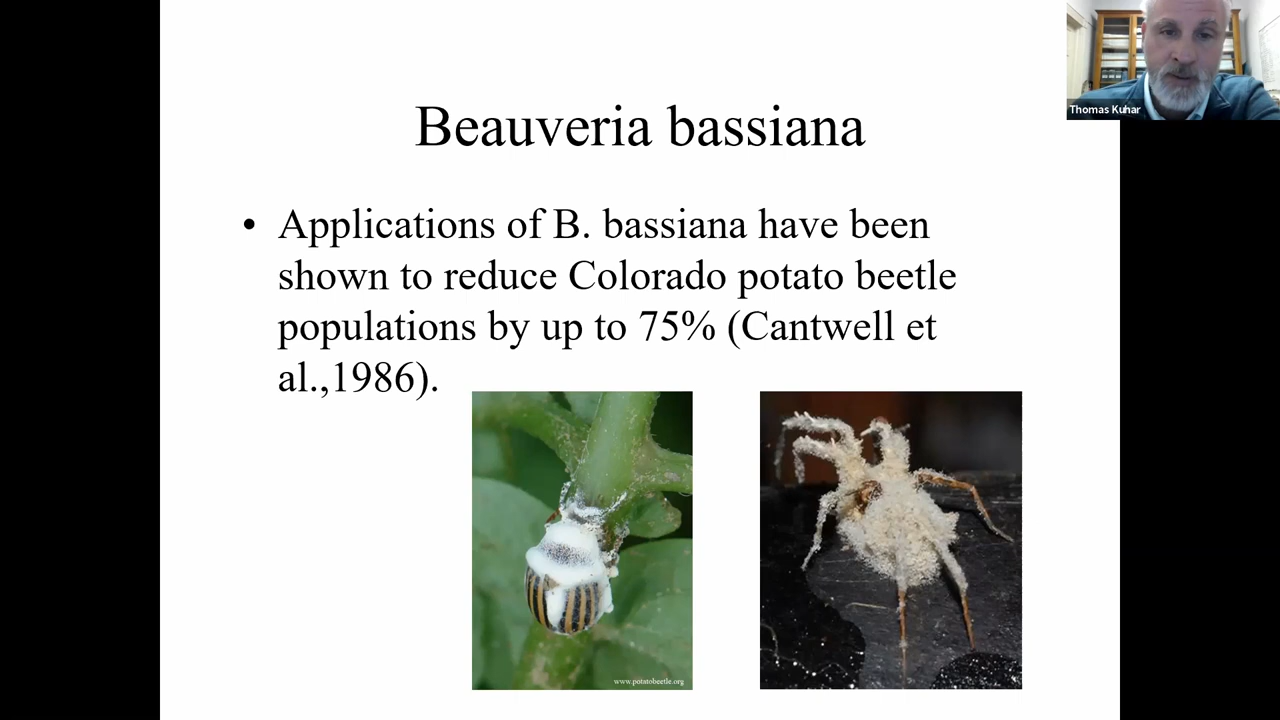 Thomas Kuhar
Beauveria bassiana
• Applications of B. bassiana have been
shown to reduce Colorado potato beetle
populations by up to 75% (Cantwell et
al.,1986).
www.potatobeetle.org